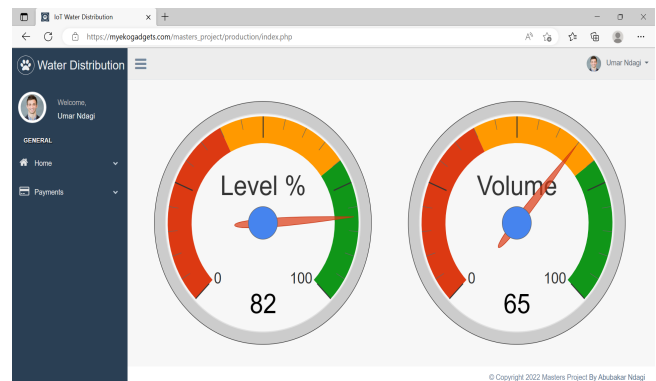 IoT Water Distribution
https://myekogadgets.com/masters_project/production/index.php
Water Distribution
Umar Ndagi
Welcome,
Umar Ndagi
GENERAL
Home
Payments
Level %
0
100
82
Volume
0
100
65
© Copyright 2022 Masters Project By Abubakar Ndagi